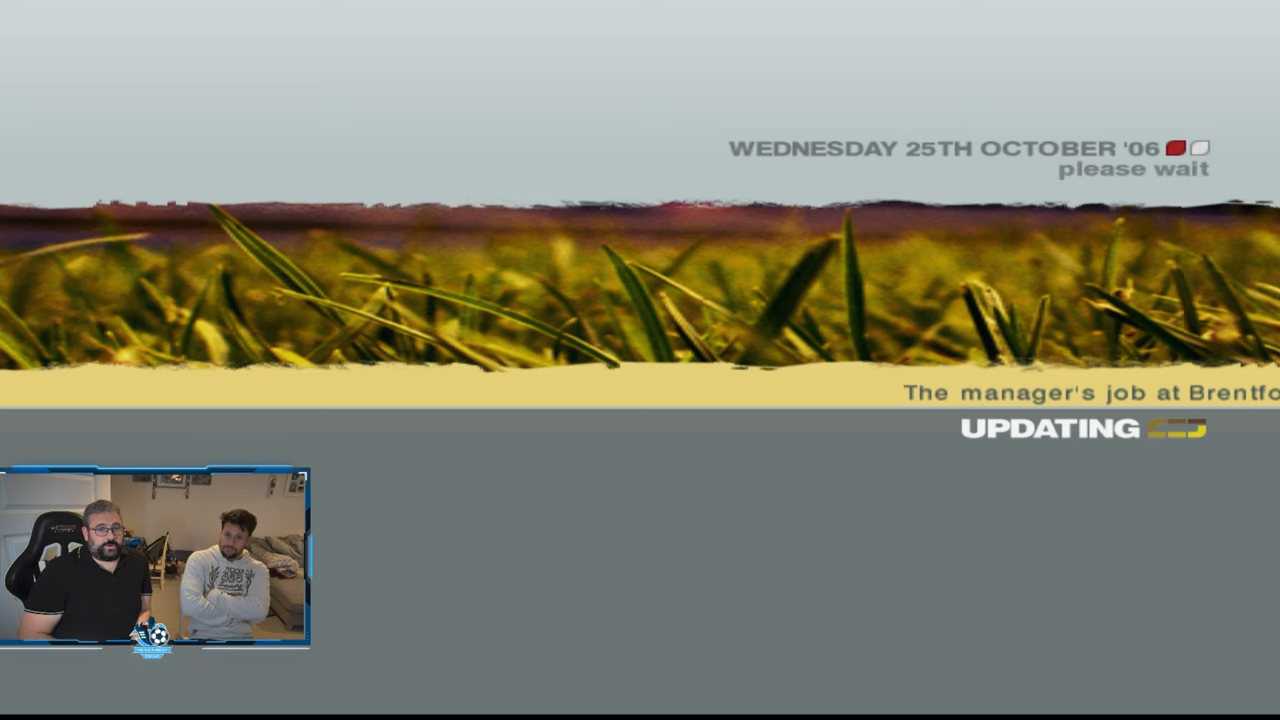 WEDNESDAY 25TH OCTOBER '06
please wait
The manager's job at Brentfo
UPDATING